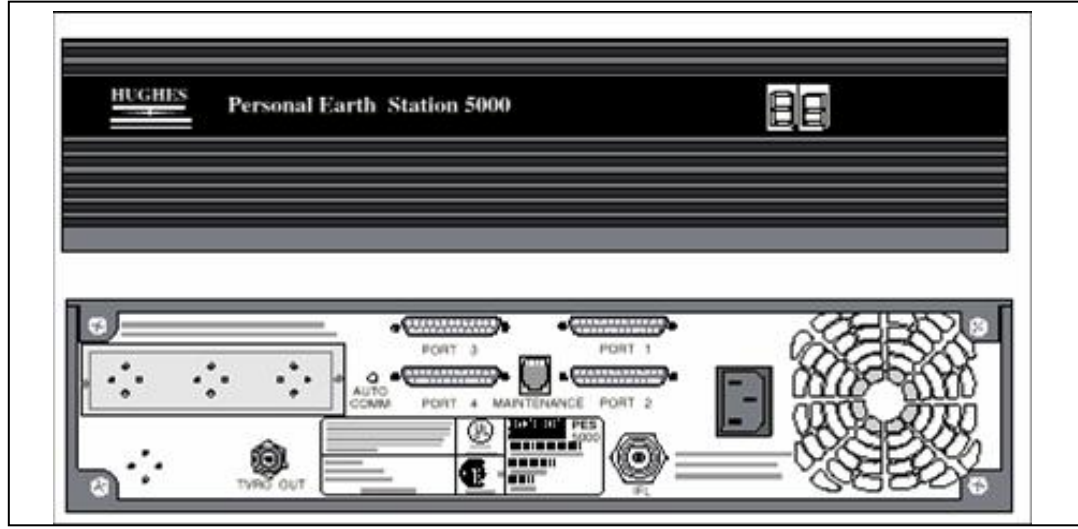 HUGHES
Personal Earth Station 5000
PORT 3
PORT 1
AUTO
COMM
PORT 4
MAINTENANCE
PORT 2
PES
5000
TVRO OUT
IFL